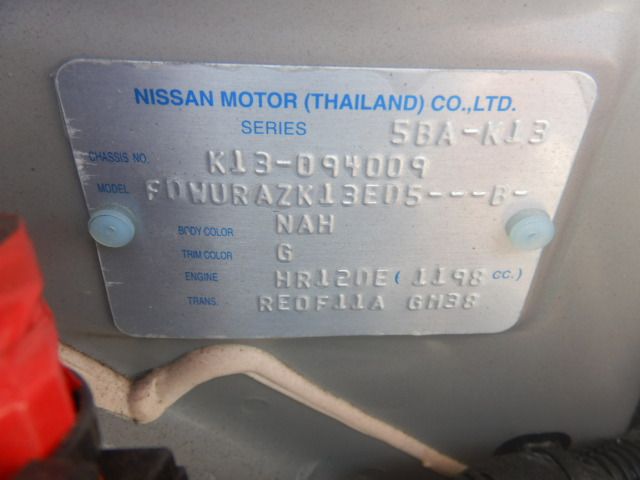 NISSAN MOTOR (THAILAND) CO.,LTD.
SERIES 5BA-K13
CHASSIS NO. K13-094009
MODEL FDWURAZK13ED5---B-
BODY COLOR NAH
TRIM COLOR G
ENGINE HR12DE ( 1198 CC.)
TRANS. RE0F11A GH38